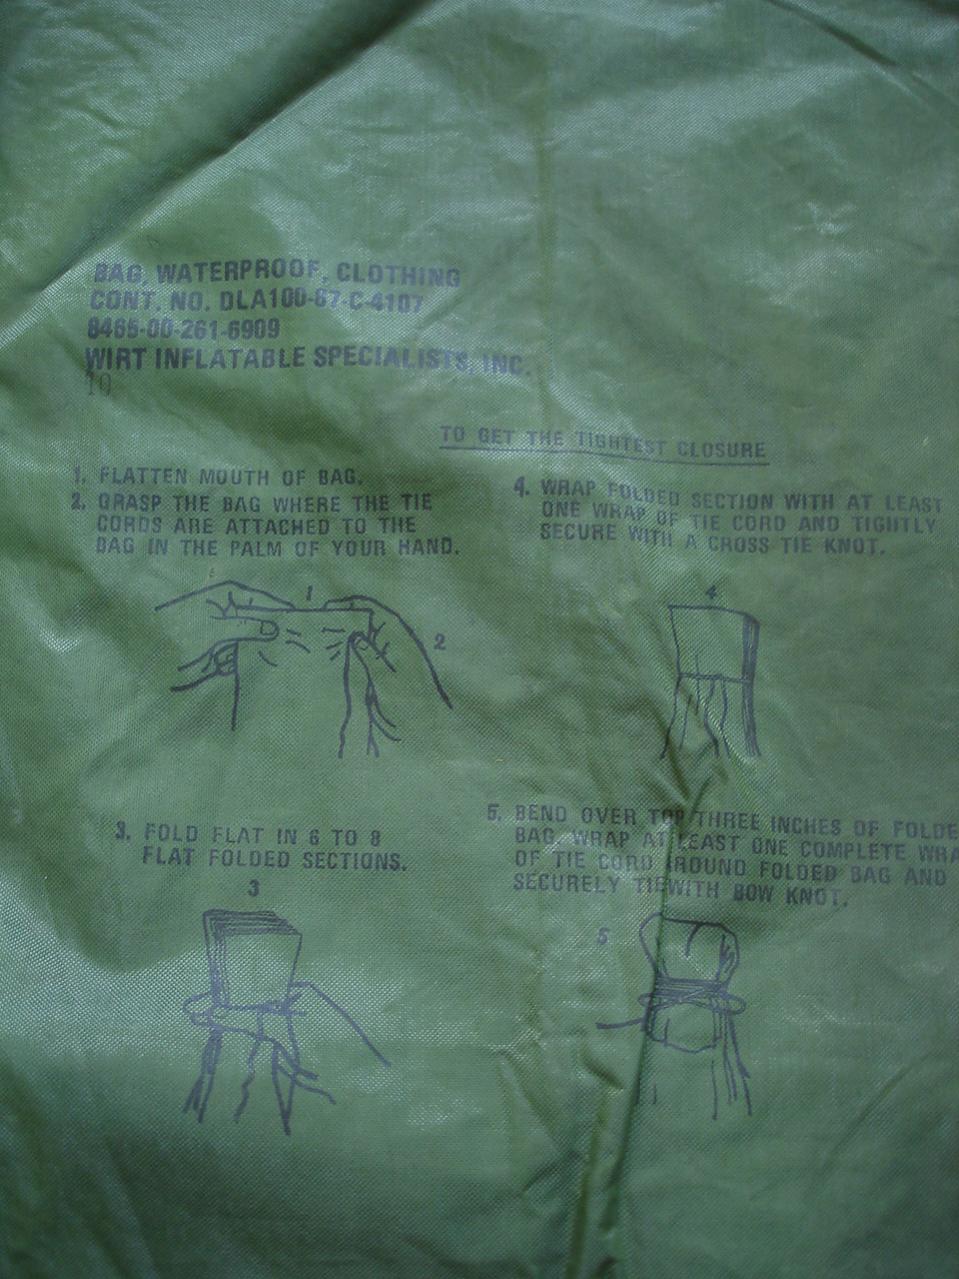 BAG, WATERPROOF, CLOTHING
CONT. NO. DLA100-87-C-4107
8465-00-261-6909
WIRT INFLATABLE SPECIALISTS, INC.
10
TO GET THE TIGHTEST CLOSURE
1. FLATTEN MOUTH OF BAG.
2. GRASP THE BAG WHERE THE TIE
CORDS ARE ATTACHED TO THE
BAG IN THE PALM OF YOUR HAND.
1
2
3. FOLD FLAT IN 6 TO 8
FLAT FOLDED SECTIONS.
3
4. WRAP FOLDED SECTION WITH AT LEAST
ONE WRAP OF TIE CORD AND TIGHTLY
SECURE WITH A CROSS TIE KNOT.
4
5. BEND OVER TOP THREE INCHES OF FOLDE
BAG, WRAP AT LEAST ONE COMPLETE WRA
OF TIE CORD AROUND FOLDED BAG AND
SECURELY TIE WITH BOW KNOT.
5